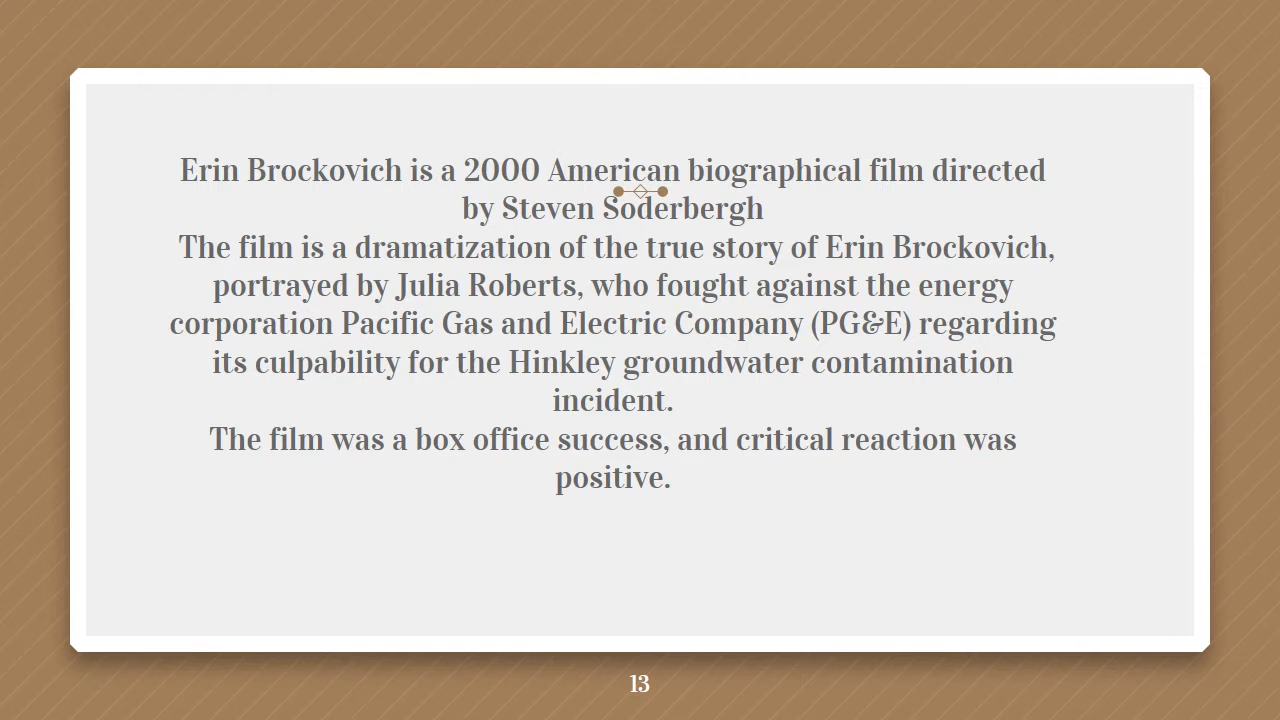 Erin Brockovich is a 2000 American biographical film directed
by Steven Soderbergh
The film is a dramatization of the true story of Erin Brockovich,
portrayed by Julia Roberts, who fought against the energy
corporation Pacific Gas and Electric Company (PG&E) regarding
its culpability for the Hinkley groundwater contamination
incident.
The film was a box office success, and critical reaction was
positive.
13